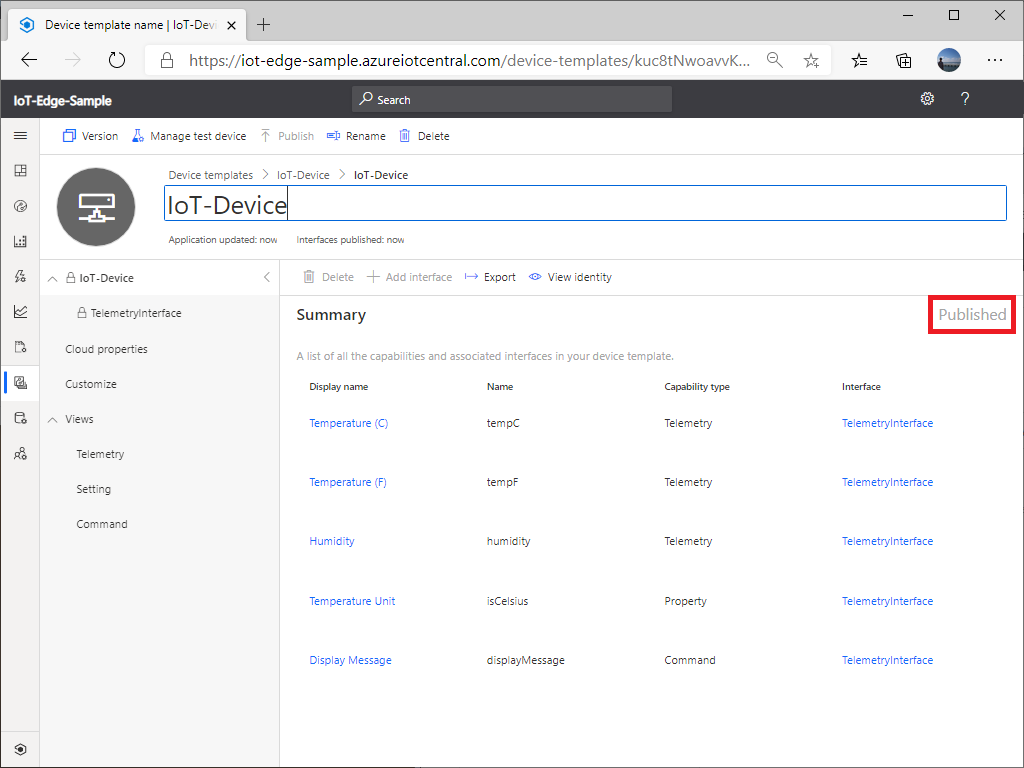 Device template name | IoT-Devi
https://iot-edge-sample.azureiotcentral.com/device-templates/kuc8tNwoavvK...
IoT-Edge-Sample
Search
?
Version Manage test device Publish Rename Delete
Device templates > IoT-Device > IoT-Device
IoT-Device
Application updated: now Interfaces published: now
IoT-Device
TelemetryInterface
Cloud properties
Customize
Views
Telemetry
Setting
Command
Delete Add interface Export View identity
Summary Published
A list of all the capabilities and associated interfaces in your device template.
Display name Name Capability type Interface
Temperature (C) tempC Telemetry TelemetryInterface
Temperature (F) tempF Telemetry TelemetryInterface
Humidity humidity Telemetry TelemetryInterface
Temperature Unit isCelsius Property TelemetryInterface
Display Message displayMessage Command TelemetryInterface